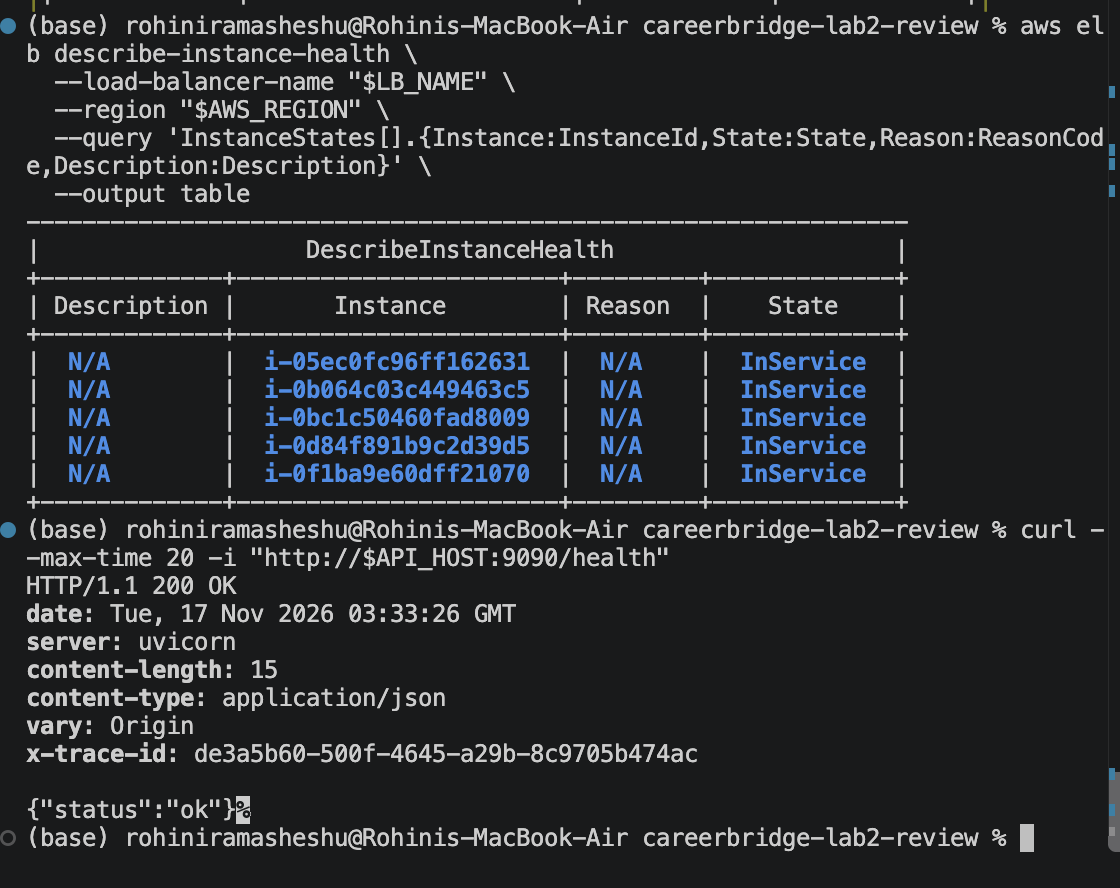 (base) rohiniramasheshu@Rohinis-MacBook-Air careerbridge-lab2-review % aws el
b describe-instance-health \
  --load-balancer-name "$LB_NAME" \
  --region "$AWS_REGION" \
  --query 'InstanceStates[].{Instance:InstanceId,State:State,Reason:ReasonCod
e,Description:Description}' \
  --output table
---------------------------------------------------------------
|                    DescribeInstanceHealth                    |
+--------------+-----------------------+---------+-------------+
| Description  |       Instance        | Reason  |    State    |
+--------------+-----------------------+---------+-------------+
|  N/A         |  i-05ec0fc96ff162631  |  N/A    |  InService  |
|  N/A         |  i-0b064c03c449463c5  |  N/A    |  InService  |
|  N/A         |  i-0bc1c50460fad8009  |  N/A    |  InService  |
|  N/A         |  i-0d84f891b9c2d39d5  |  N/A    |  InService  |
|  N/A         |  i-0f1ba9e60dff21070  |  N/A    |  InService  |
+--------------+-----------------------+---------+-------------+
(base) rohiniramasheshu@Rohinis-MacBook-Air careerbridge-lab2-review % curl -
-max-time 20 -i "http://$API_HOST:9090/health"
HTTP/1.1 200 OK
date: Tue, 17 Nov 2026 03:33:26 GMT
server: uvicorn
content-length: 15
content-type: application/json
vary: Origin
x-trace-id: de3a5b60-500f-4645-a29b-8c9705b474ac

{"status":"ok"}%
(base) rohiniramasheshu@Rohinis-MacBook-Air careerbridge-lab2-review %